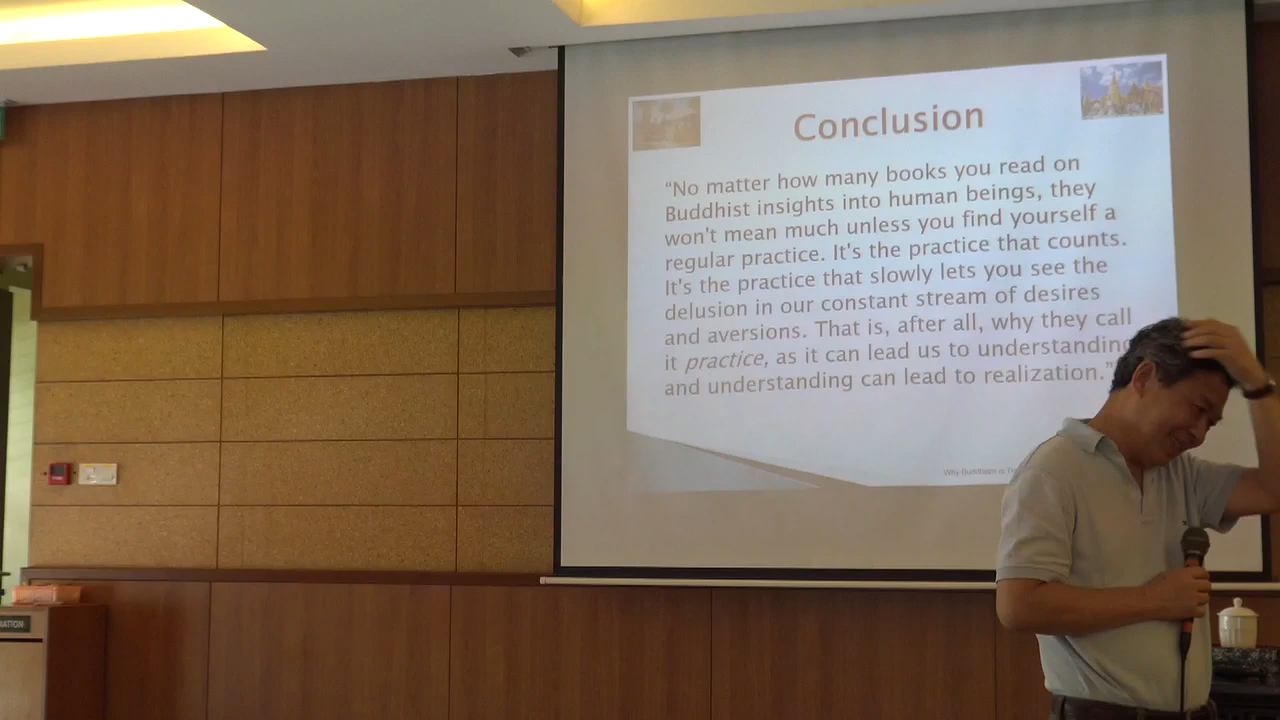 Conclusion
“No matter how many books you read on
Buddhist insights into human beings, they
won't mean much unless you find yourself a
regular practice. It's the practice that counts.
It's the practice that slowly lets you see the
delusion in our constant stream of desires
and aversions. That is, after all, why they call
it practice, as it can lead us to understanding
and understanding can lead to realization.”
Why Buddhism is